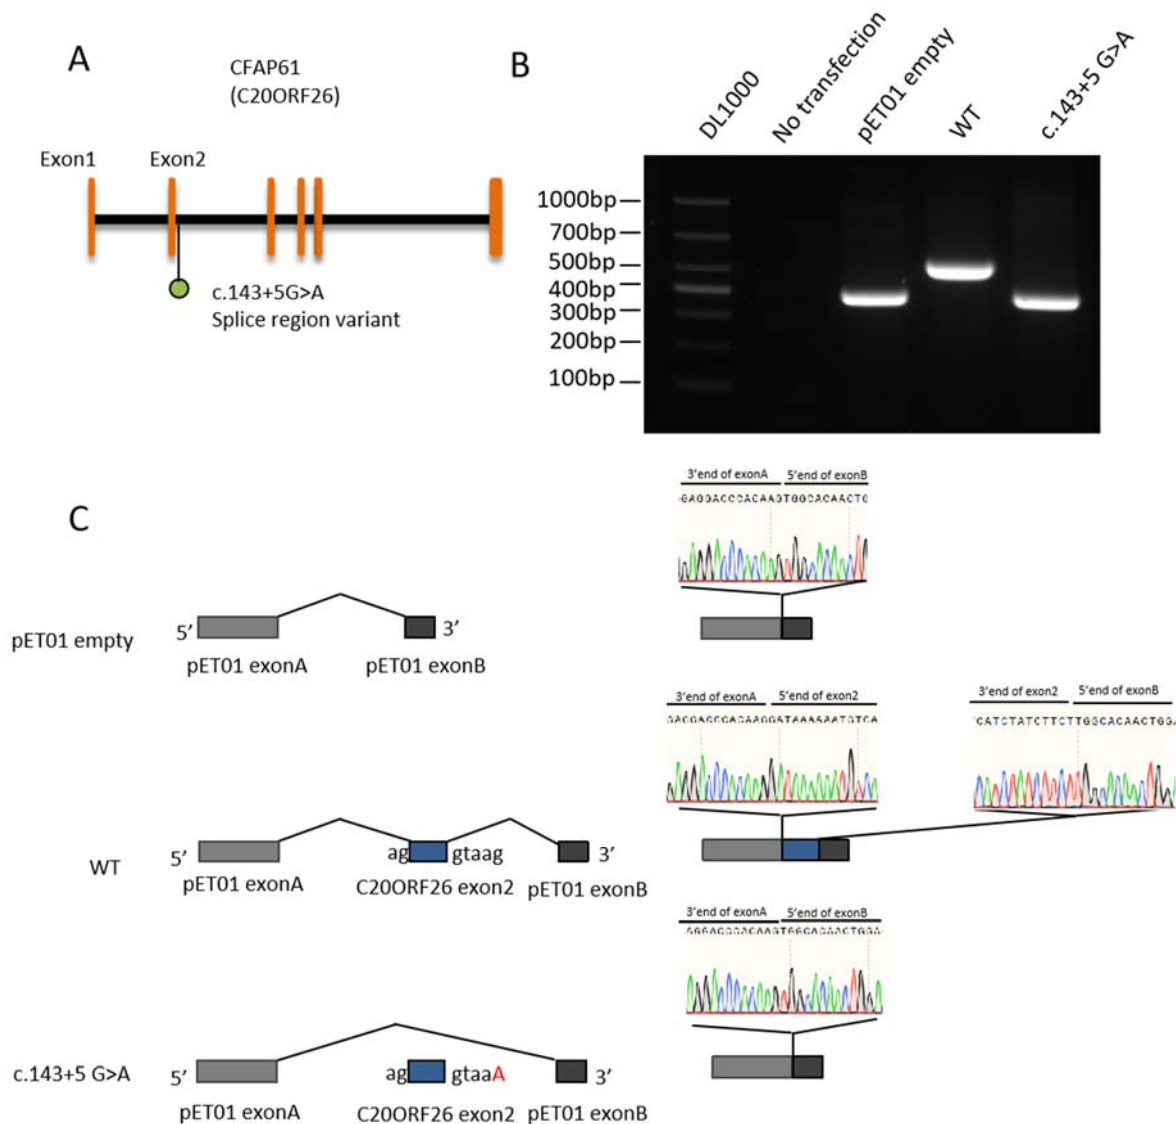 A
CFAP61
(C20ORF26)
Exon1
Exon2
c.143+5G>A
Splice region variant
B
DL1000
No transfection
pET01 empty
WT
c.143+5 G>A
1000bp
700bp
500bp
400bp
300bp
200bp
100bp
C
pET01 empty
5'
3'
pET01 exonA
pET01 exonB
3'end of exonA
5'end of exonB
GAGGACCCACAAGTGGCACAACTG
WT
5'
ag
gtaag
3'
pET01 exonA
C20ORF26 exon2
pET01 exonB
3'end of exonA
5'end of exon2
GAGGACCCACAAGGATAAAAAATGTCA
3'end of exon2
5'end of exonB
CATCTATCTTCTTGGCACAACTGGA
c.143+5 G>A
5'
ag
gtaaA
3'
pET01 exonA
C20ORF26 exon2
pET01 exonB
3'end of exonA
5'end of exonB
AGGACCCACAAGTGGCACAACTGGA